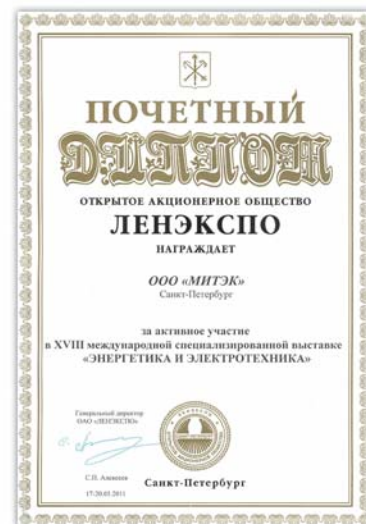 ПОЧЕТНЫЙ
ДИПЛОМ
ОТКРЫТОЕ АКЦИОНЕРНОЕ ОБЩЕСТВО
ЛЕНЭКСПО
НАГРАЖДАЕТ
ООО «МИТЭК»
Санкт-Петербург
за активное участие
в XVIII международной специализированной выставке
«ЭНЕРГЕТИКА И ЭЛЕКТРОТЕХНИКА»
Генеральный директор
ОАО «ЛЕНЭКСПО»
С.П. Алексеев
Санкт-Петербург
17-20.05.2011